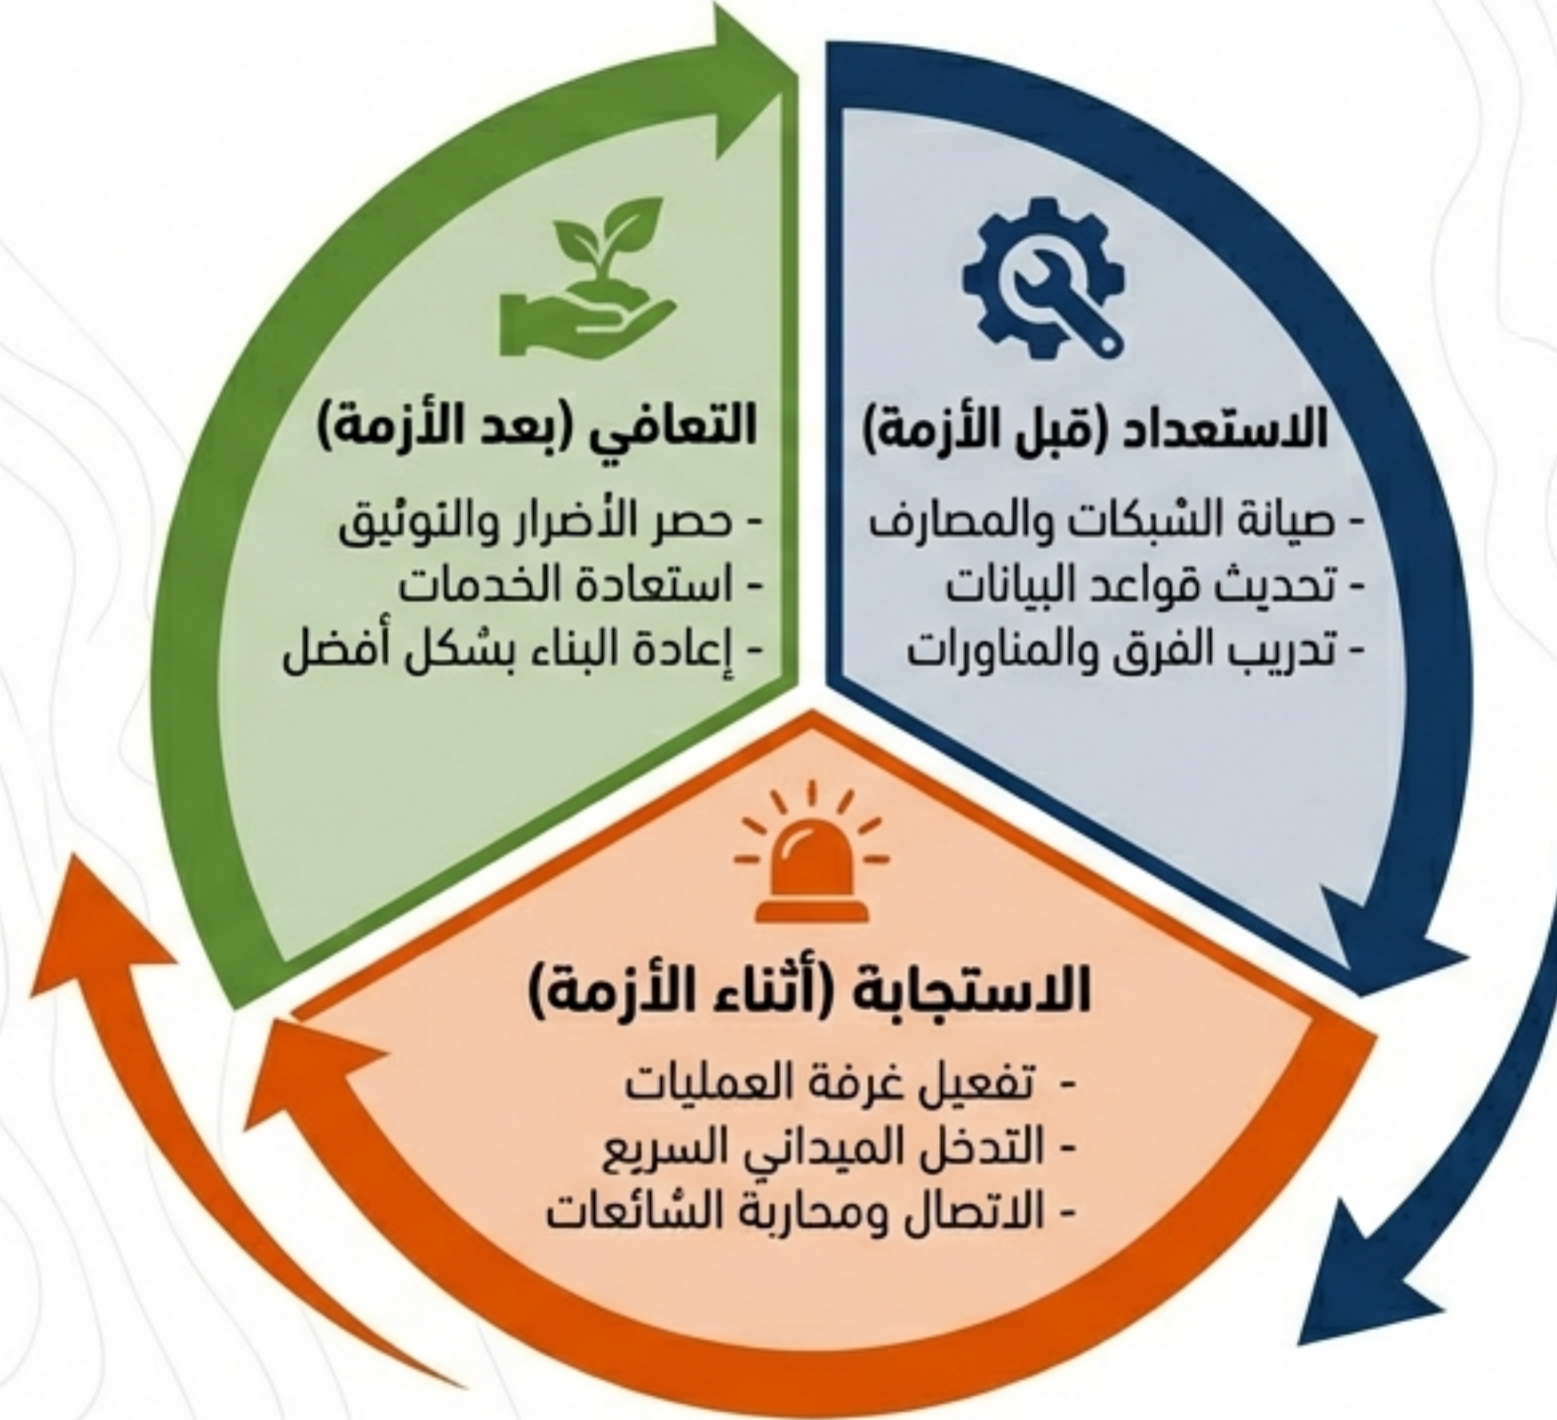 الاستعداد (قبل الأزمة)
- صيانة الشبكات والمصارف
- تحديث قواعد البيانات
- تدريب الفرق والمناورات
التعافي (بعد الأزمة)
- حصر الأضرار والتوثيق
- استعادة الخدمات
- إعادة البناء بشكل أفضل
الاستجابة (أثناء الأزمة)
- تفعيل غرفة العمليات
- التدخل الميداني السريع
- الاتصال ومحاربة الشائعات